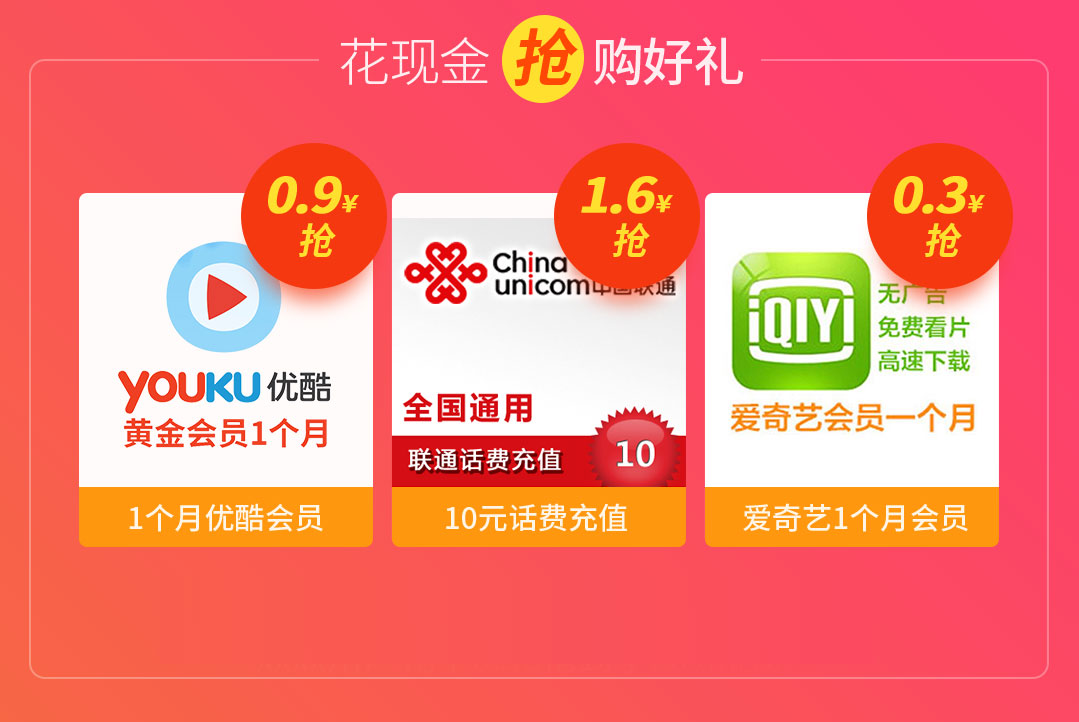 花现金抢购好礼
0.9¥
抢
YOUKU优酷
黄金会员1个月
1个月优酷会员
1.6¥
抢
China
unicom中国联通
全国通用
联通话费充值
10
10元话费充值
0.3¥
抢
iQIYI
无广告
免费看片
高速下载
爱奇艺会员一个月
爱奇艺1个月会员